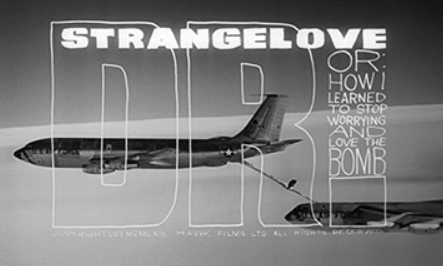 DR.
STRANGELOVE
OR:
HOW I
LEARNED
TO STOP
WORRYING
AND
LOVE THE
BOMB
HAWK FILMS LTD. ALL RIGHTS RESERVED